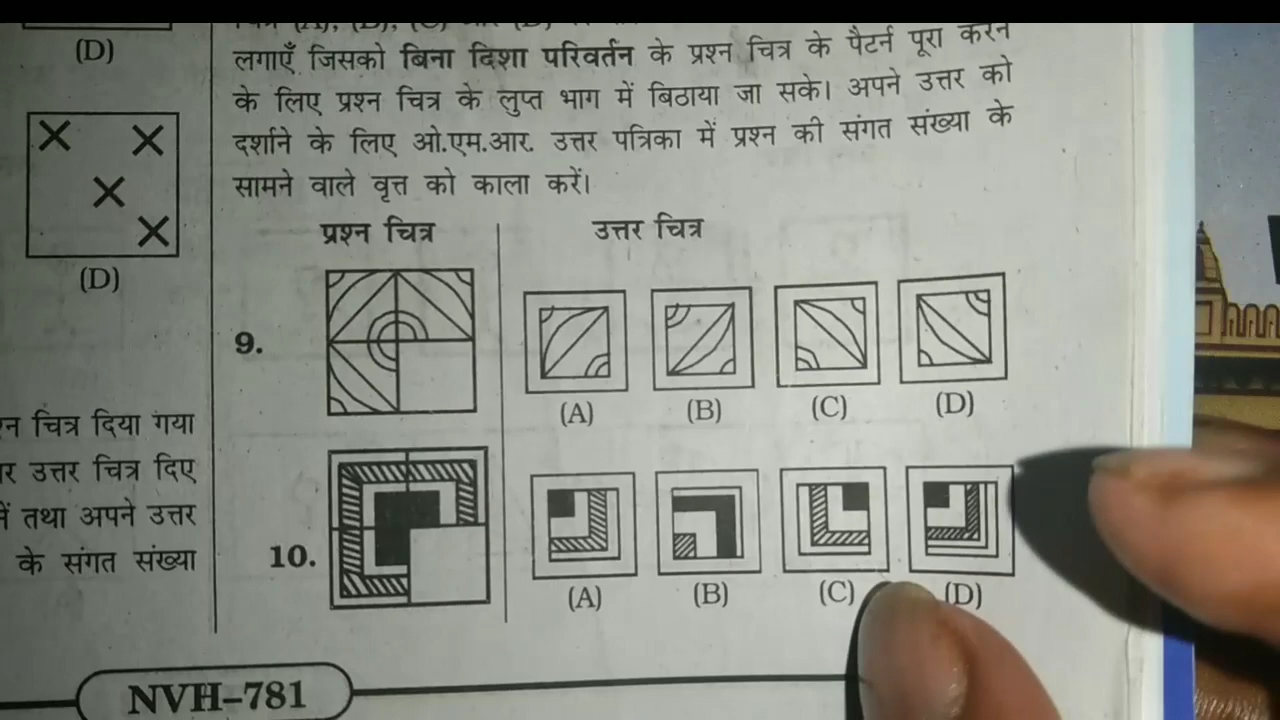 (D)
(D)
चित्र दिया गया
उत्तर चित्र दिए
तथा अपने उत्तर
के संगत संख्या
लगाएँ जिसको बिना दिशा परिवर्तन के प्रश्न चित्र के पैटर्न पूरा करने
के लिए प्रश्न चित्र के लुप्त भाग में बिठाया जा सके। अपने उत्तर को
दर्शाने के लिए ओ.एम.आर. उत्तर पत्रिका में प्रश्न की संगत संख्या के
सामने वाले वृत्त को काला करें।
प्रश्न चित्र उत्तर चित्र
9.
(A) (B) (C) (D)
10.
(A) (B) (C) (D)
NVH–781